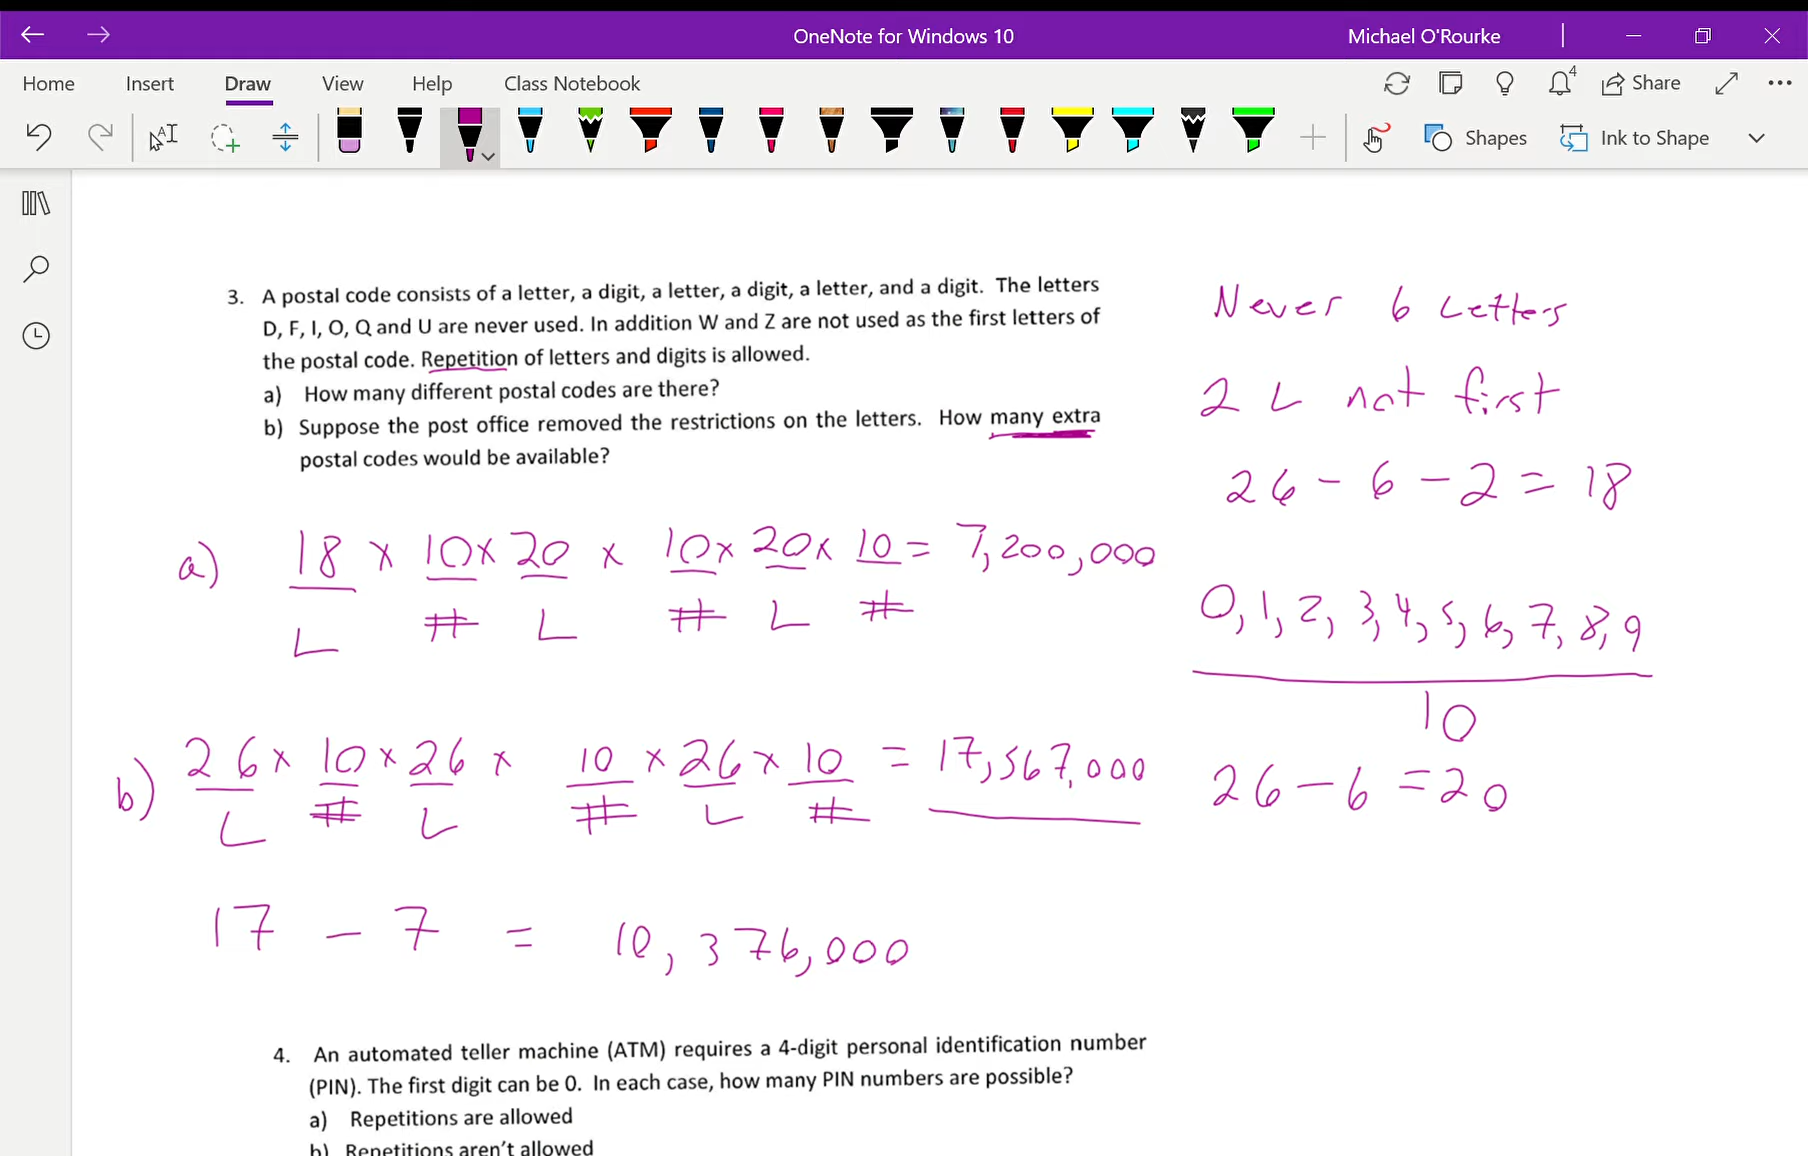 OneNote for Windows 10
Michael O'Rourke
Home Insert Draw View Help Class Notebook
4
Share
Shapes
Ink to Shape
3. A postal code consists of a letter, a digit, a letter, a digit, a letter, and a digit. The letters
D, F, I, O, Q and U are never used. In addition W and Z are not used as the first letters of
the postal code. Repetition of letters and digits is allowed.
a) How many different postal codes are there?
b) Suppose the post office removed the restrictions on the letters. How many extra
postal codes would be available?
Never 6 Letters
2 L not first
26 - 6 - 2 = 18
a) 18 x 10 x 20 x 10 x 20 x 10 = 7,200,000
L # L # L #
0, 1, 2, 3, 4, 5, 6, 7, 8, 9
10
b) 26 x 10 x 26 x 10 x 26 x 10 = 17,567,000
L # L # L #
26 - 6 = 20
17 - 7 = 10,376,000
4. An automated teller machine (ATM) requires a 4-digit personal identification number
(PIN). The first digit can be 0. In each case, how many PIN numbers are possible?
a) Repetitions are allowed
b) Repetitions aren't allowed